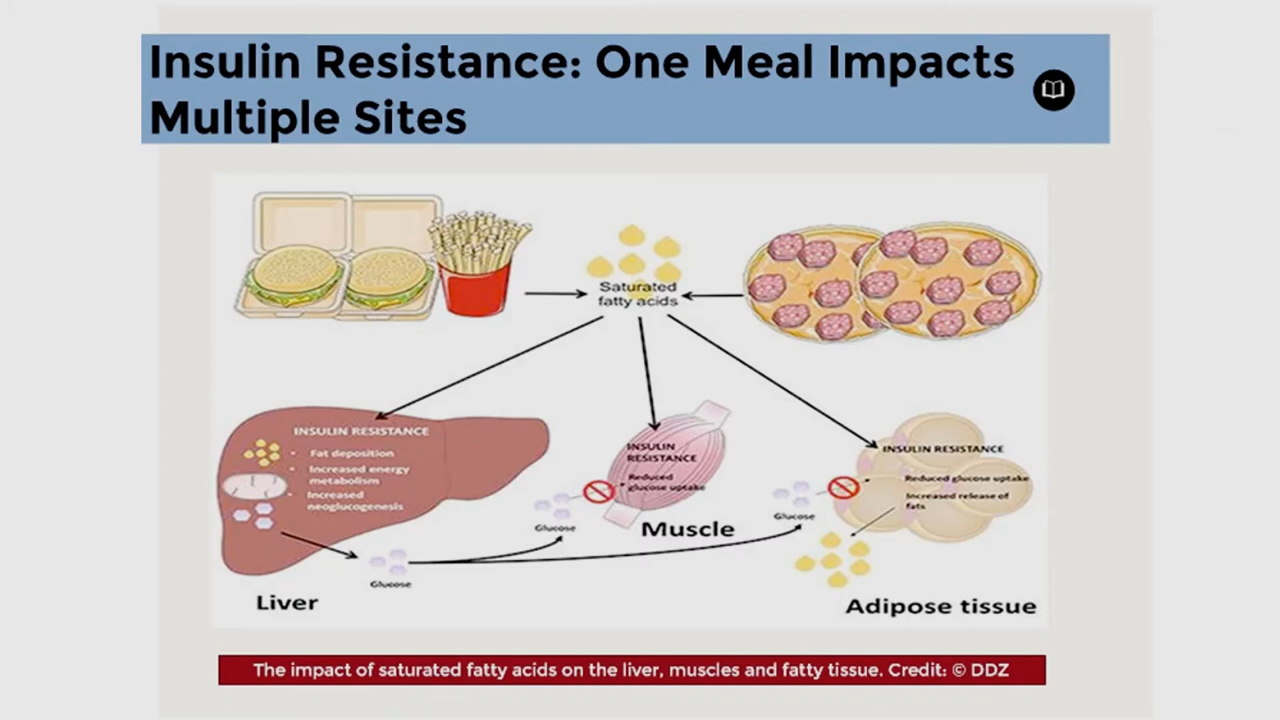 Insulin Resistance: One Meal Impacts
Multiple Sites
Saturated
fatty acids
INSULIN RESISTANCE
• Fat deposition
• Increased energy
metabolism
• Increased
neoglucogenesis
Glucose
Liver
INSULIN
RESISTANCE
• Reduced
glucose uptake
Glucose
Muscle
INSULIN RESISTANCE
• Reduced glucose uptake
Increased release of
fats
Glucose
Adipose tissue
The impact of saturated fatty acids on the liver, muscles and fatty tissue. Credit: © DDZ